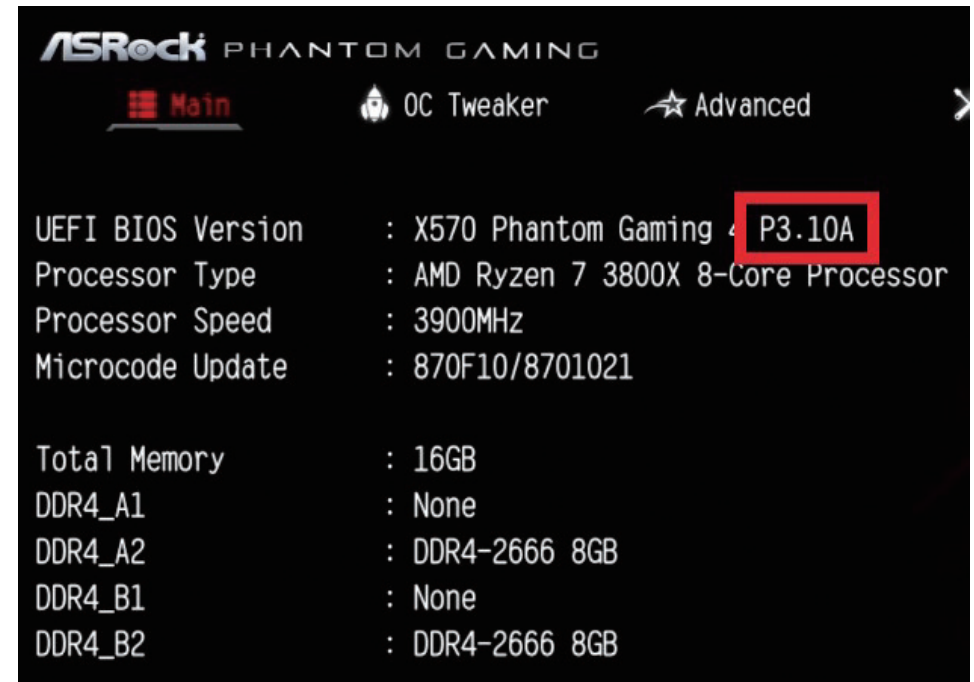 ASRock PHANTOM GAMING
Main OC Tweaker Advanced
UEFI BIOS Version : X570 Phantom Gaming P3.10A
Processor Type : AMD Ryzen 7 3800X 8-Core Processor
Processor Speed : 3900MHz
Microcode Update : 870F10/8701021
Total Memory : 16GB
DDR4_A1 : None
DDR4_A2 : DDR4-2666 8GB
DDR4_B1 : None
DDR4_B2 : DDR4-2666 8GB